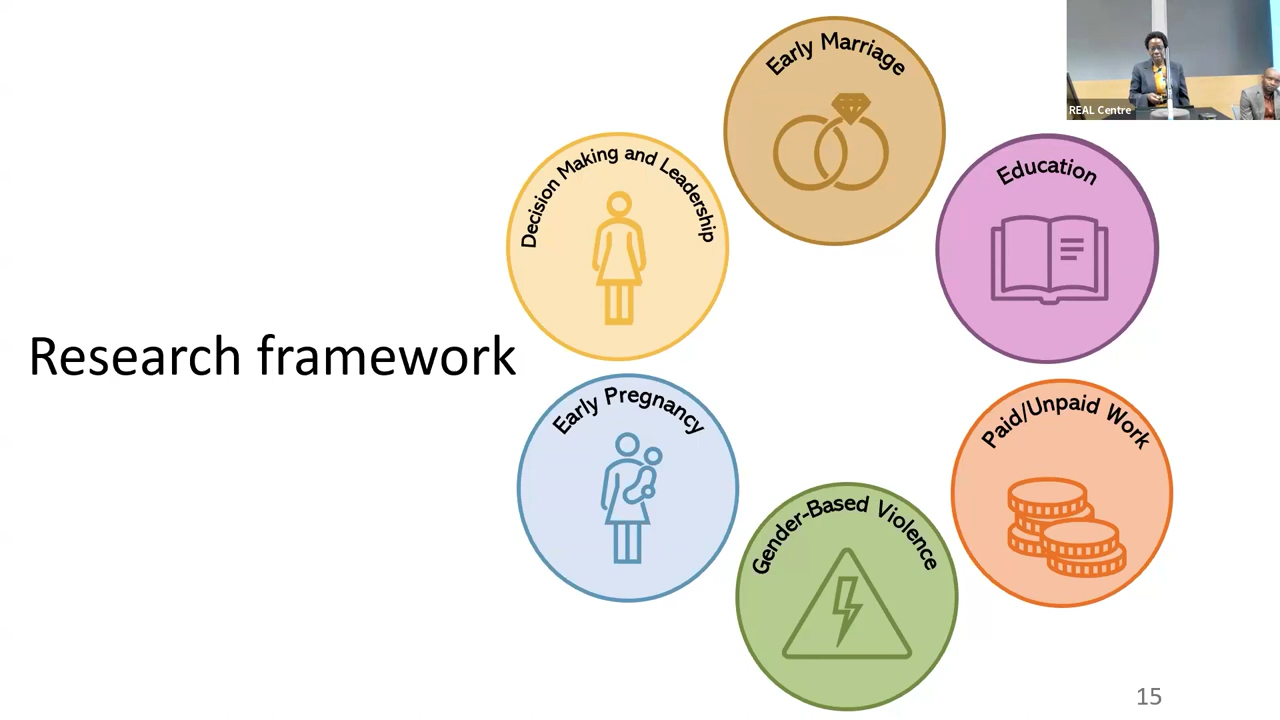 Early Marriage
REAL Centre
Decision Making and Leadership
Education
Research framework
Early Pregnancy
Paid/Unpaid Work
Gender-Based Violence
15